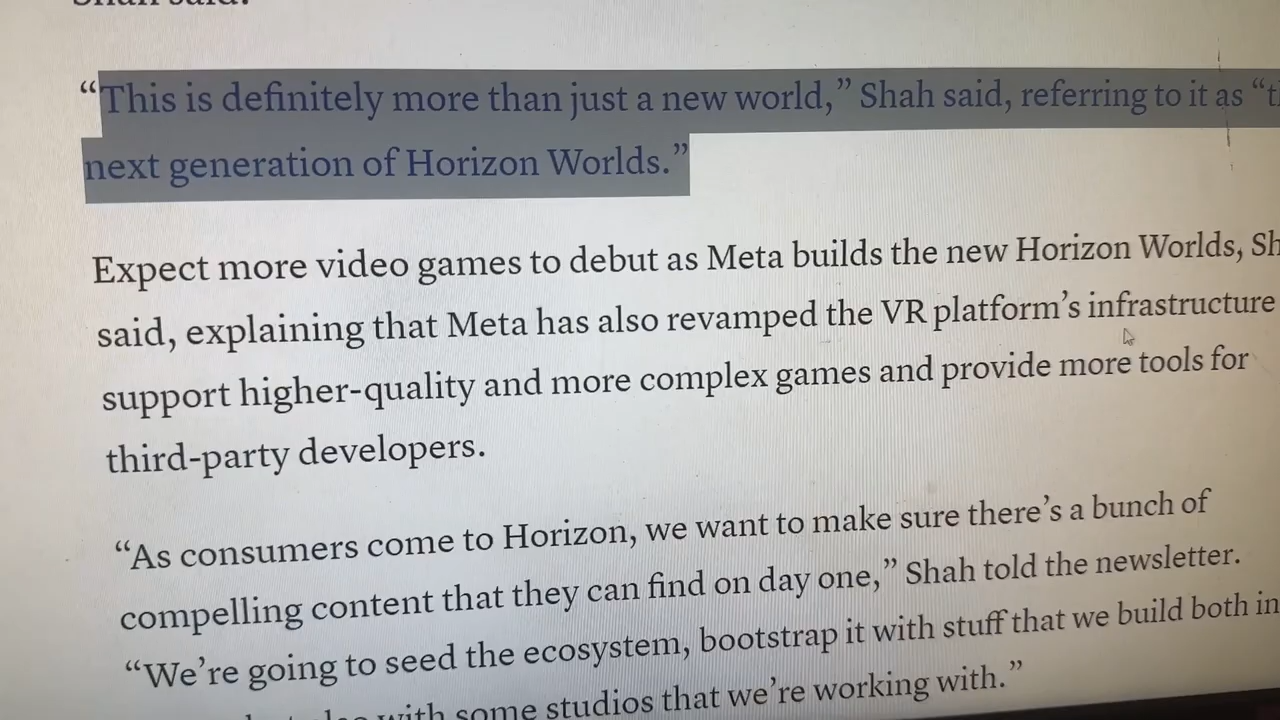 Shah said.
“This is definitely more than just a new world,” Shah said, referring to it as “t
next generation of Horizon Worlds.”
Expect more video games to debut as Meta builds the new Horizon Worlds, Sh
said, explaining that Meta has also revamped the VR platform’s infrastructure
support higher-quality and more complex games and provide more tools for
third-party developers.
“As consumers come to Horizon, we want to make sure there’s a bunch of
compelling content that they can find on day one,” Shah told the newsletter.
“We’re going to seed the ecosystem, bootstrap it with stuff that we build both in
with some studios that we’re working with.”